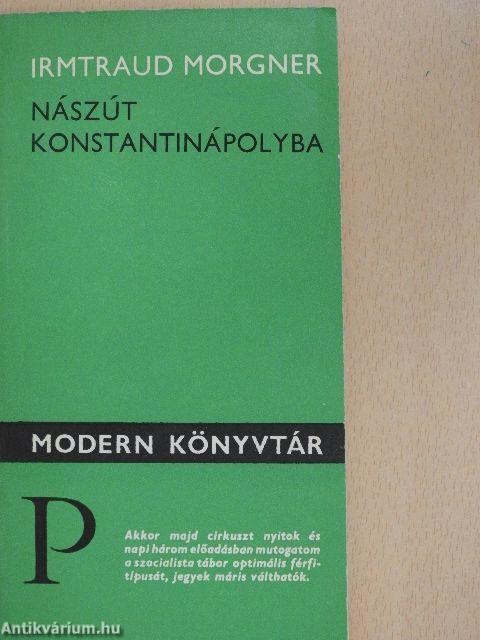 IRMTRAUD MORGNER
NÁSZÚT
KONSTANTINÁPOLYBA
MODERN KÖNYVTÁR
P
Akkor majd cirkuszt nyitok és
napi három előadásban mutogatom
a szocialista tábor optimális férfi-
típusát, jegyek máris válthatók.
Antikvárium.hu